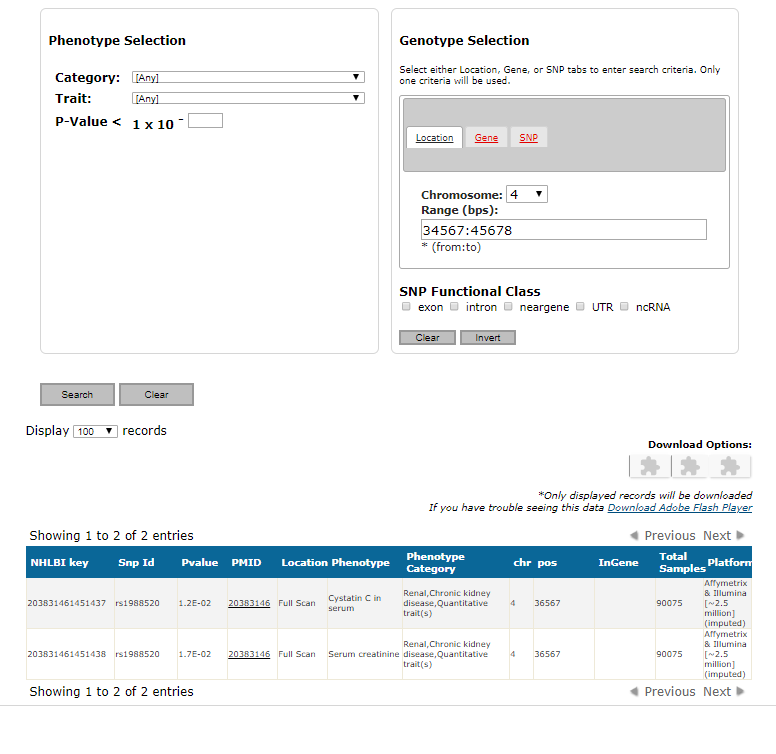 Phenotype Selection
Category: [Any]
Trait: [Any]
P-Value < 1 x 10 -
Genotype Selection
Select either Location, Gene, or SNP tabs to enter search criteria. Only
one criteria will be used.
Location Gene SNP
Chromosome: 4
Range (bps):
34567:45678
* (from:to)
SNP Functional Class
exon intron neargene UTR ncRNA
Clear Invert
Search Clear
Display 100 records
Download Options:
*Only displayed records will be downloaded
If you have trouble seeing this data Download Adobe Flash Player
Showing 1 to 2 of 2 entries Previous Next
NHLBI key Snp Id Pvalue PMID Location Phenotype Phenotype Category chr pos InGene Total Samples Platform
203831461451437 rs1988520 1.2E-02 20383146 Full Scan Cystatin C in serum Renal,Chronic kidney disease,Quantitative trait(s) 4 36567 90075 Affymetrix & Illumina [~2.5 million] (imputed)
203831461451438 rs1988520 1.7E-02 20383146 Full Scan Serum creatinine Renal,Chronic kidney disease,Quantitative trait(s) 4 36567 90075 Affymetrix & Illumina [~2.5 million] (imputed)
Showing 1 to 2 of 2 entries Previous Next